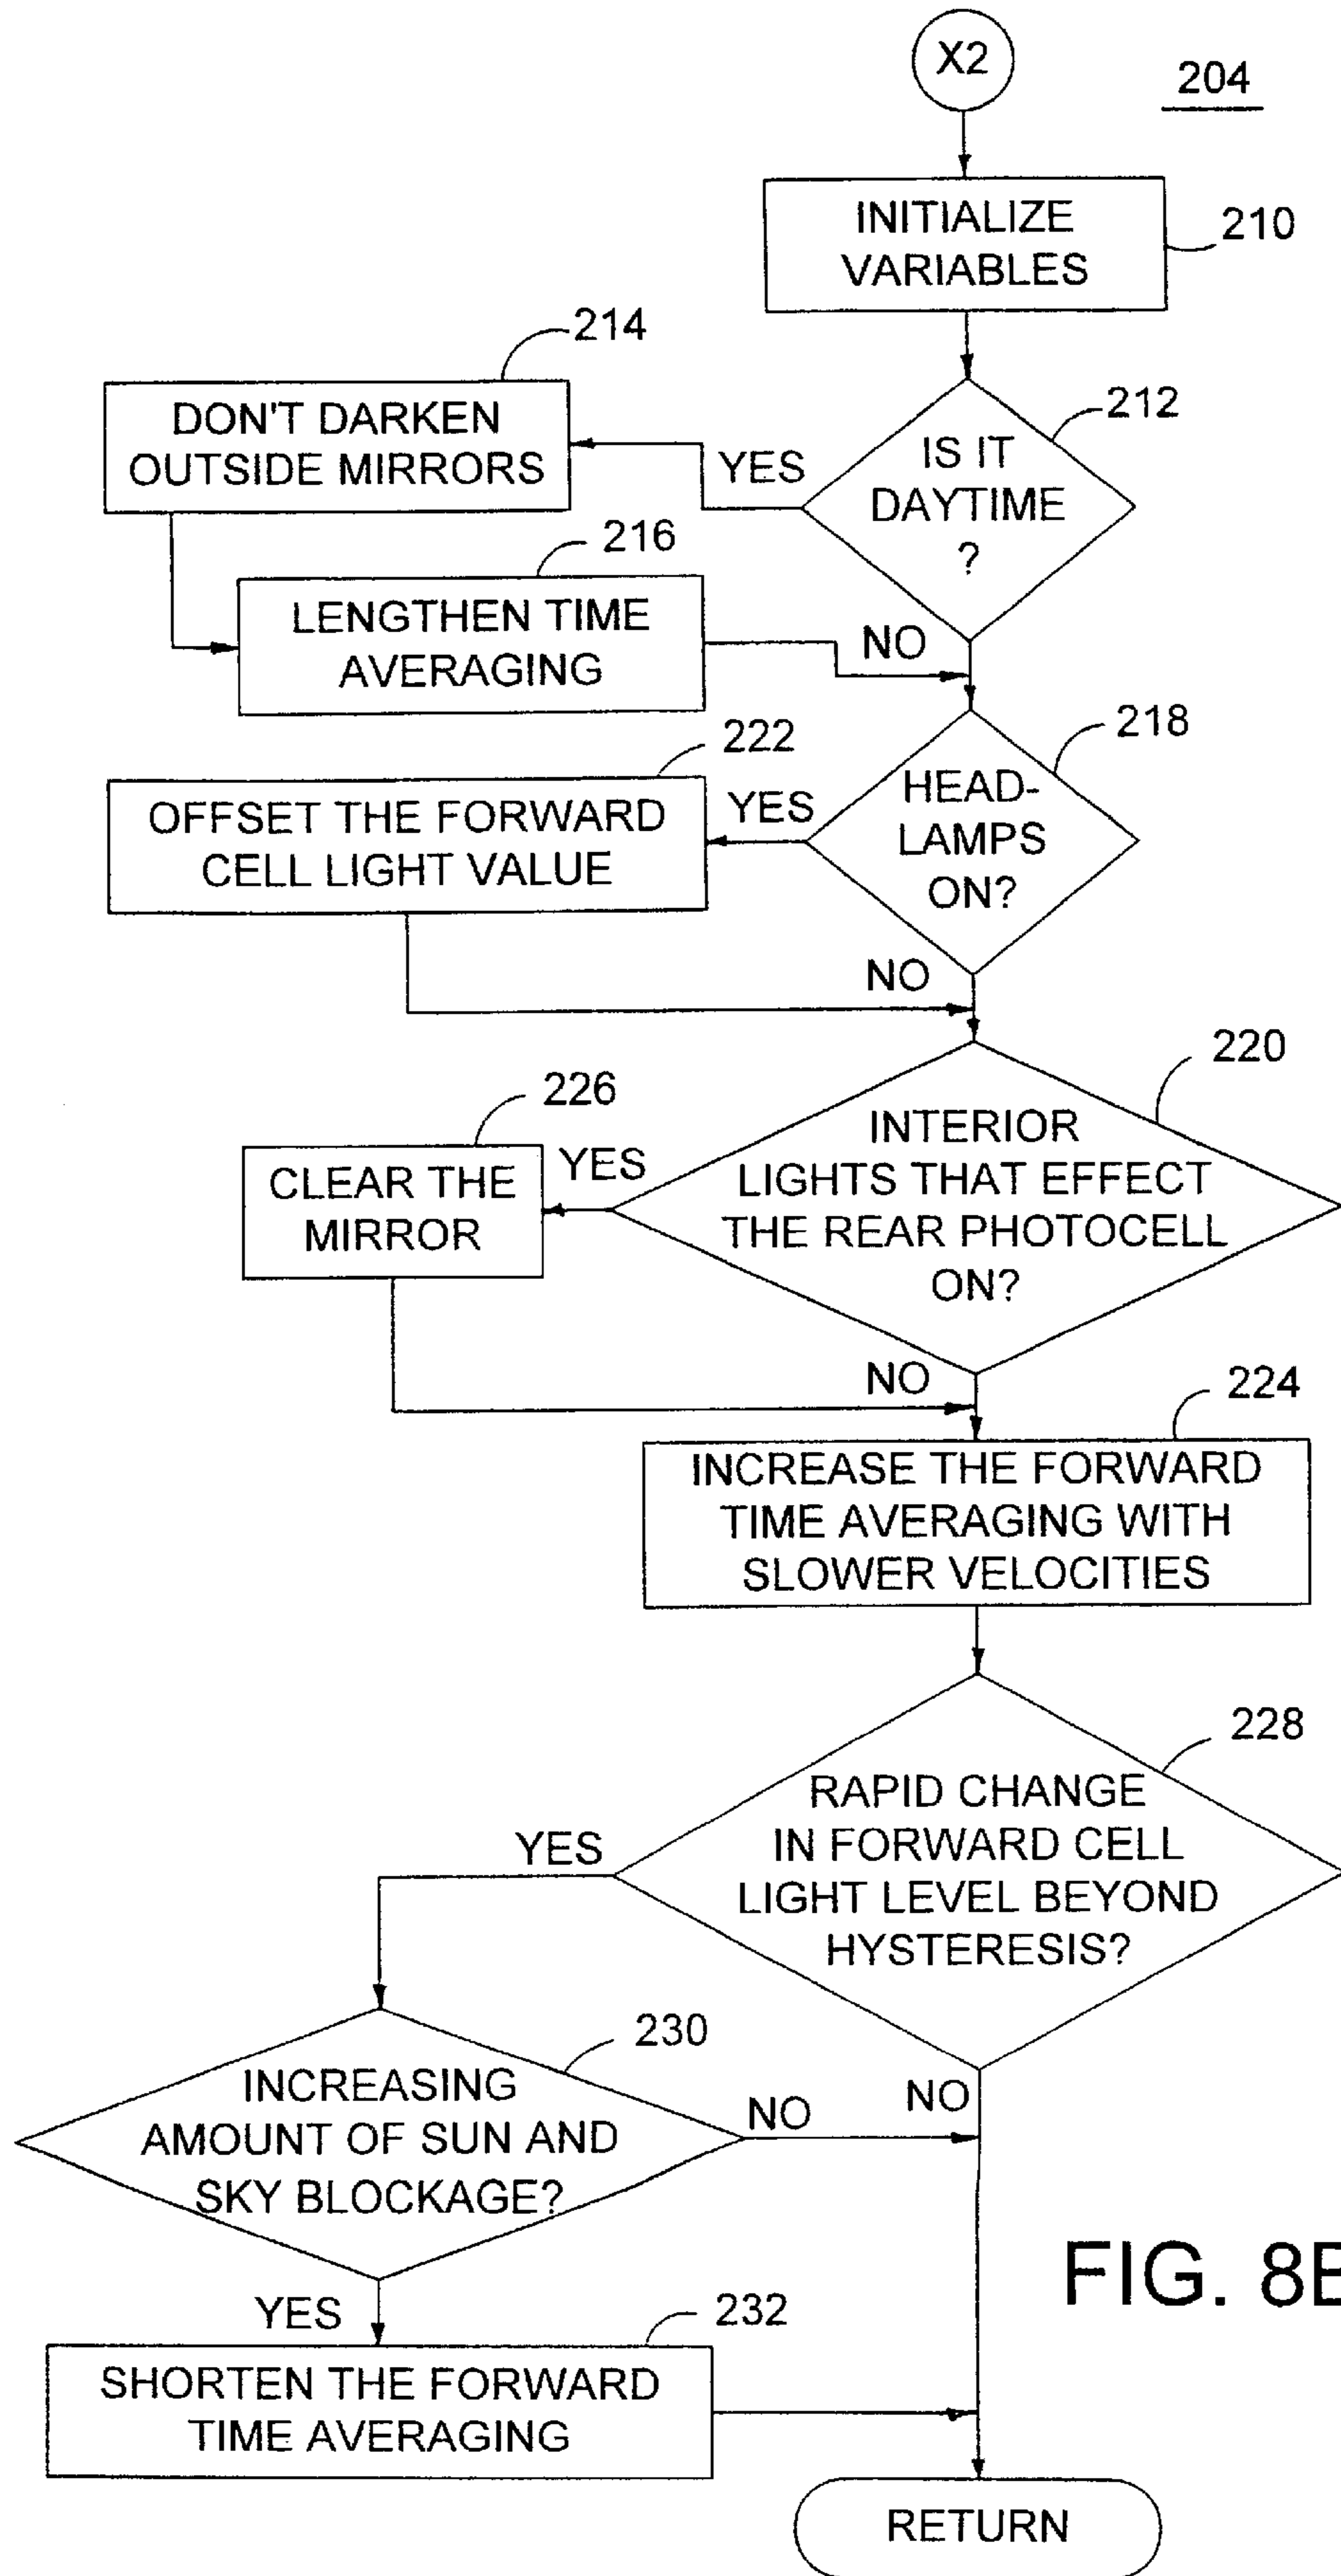 X2
204
INITIALIZE
VARIABLES
210
214
DON'T DARKEN
OUTSIDE MIRRORS
YES
212
IS IT
DAYTIME
?
216
LENGTHEN TIME
AVERAGING
NO
222
OFFSET THE FORWARD
CELL LIGHT VALUE
YES
218
HEAD-
LAMPS
ON?
NO
226
CLEAR THE
MIRROR
YES
220
INTERIOR
LIGHTS THAT EFFECT
THE REAR PHOTOCELL
ON?
NO
224
INCREASE THE FORWARD
TIME AVERAGING WITH
SLOWER VELOCITIES
228
RAPID CHANGE
IN FORWARD CELL
LIGHT LEVEL BEYOND
HYSTERESIS?
YES
NO
230
INCREASING
AMOUNT OF SUN AND
SKY BLOCKAGE?
NO
YES
232
SHORTEN THE FORWARD
TIME AVERAGING
FIG. 8B
RETURN